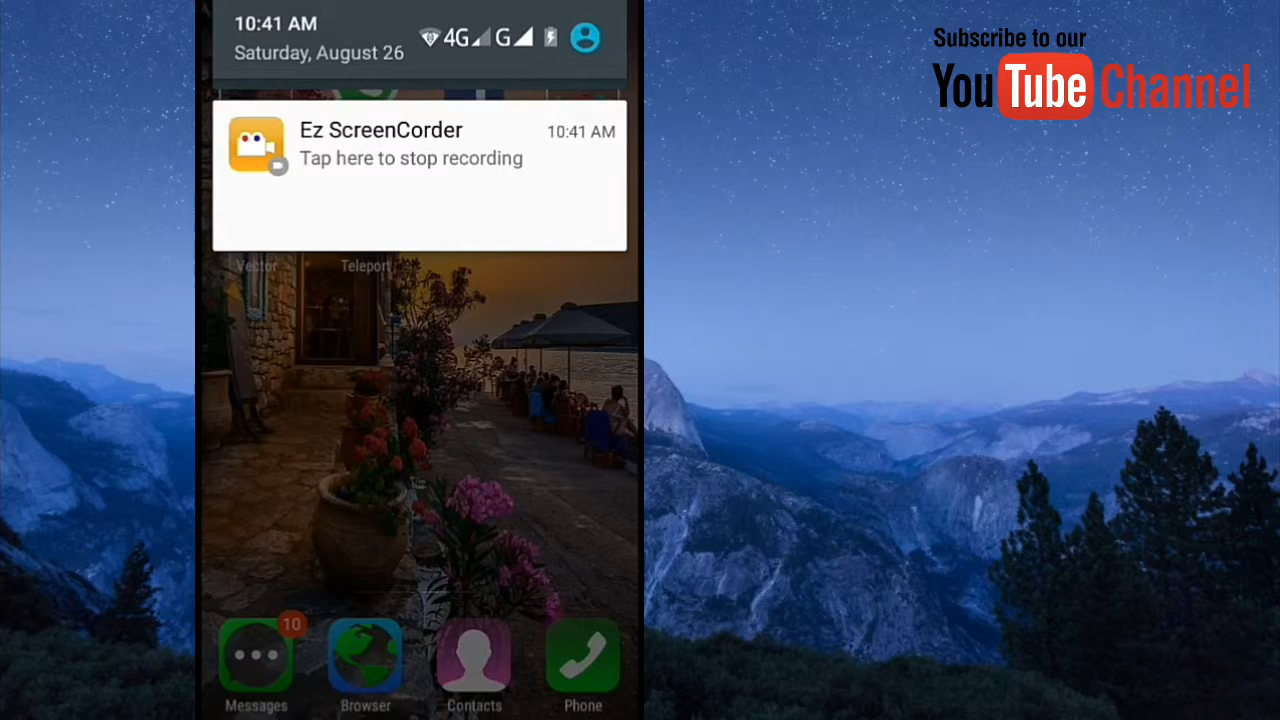 10:41 AM
Saturday, August 26
4G G
Ez ScreenCorder
10:41 AM
Tap here to stop recording
Vector
Teleport
10
Messages
Browser
Contacts
Phone
Subscribe to our
YouTube Channel